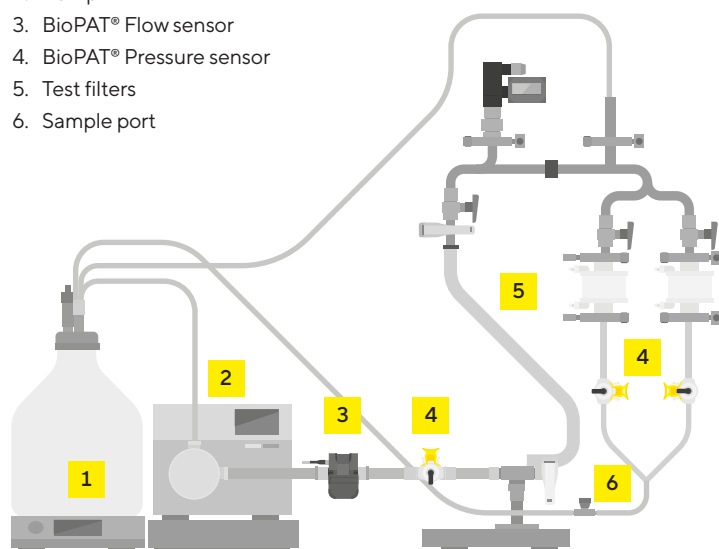 3. BioPAT® Flow sensor
4. BioPAT® Pressure sensor
5. Test filters
6. Sample port
5
4
2
3
4
1
6